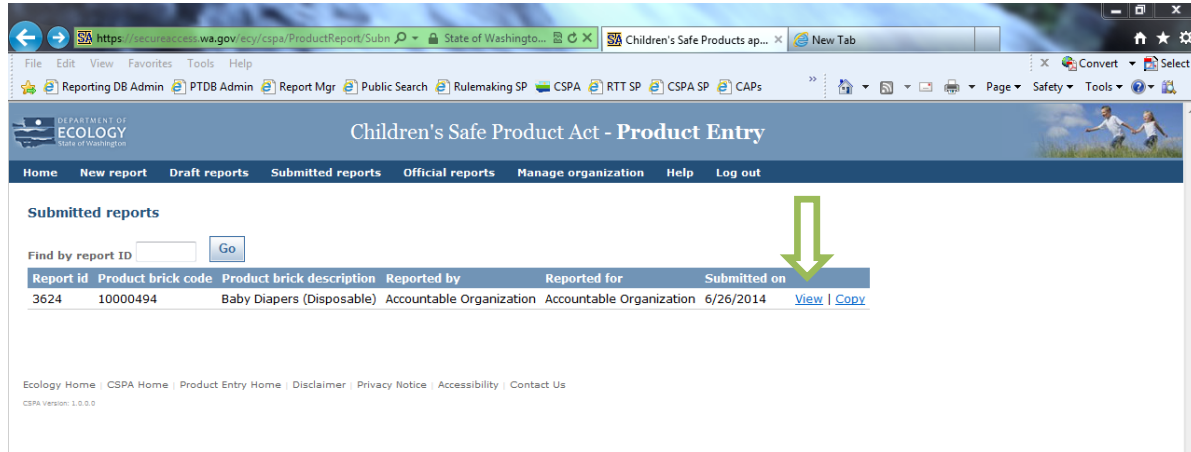 https://secureaccess.wa.gov/ecy/cspa/ProductReport/Subn State of Washingto... Children's Safe Products ap... New Tab
File Edit View Favorites Tools Help Convert Select
Reporting DB Admin PTDB Admin Report Mgr Public Search Rulemaking SP CSPA RTT SP CSPA SP CAPs Page Safety Tools
DEPARTMENT OF
ECOLOGY
State of Washington
Children's Safe Product Act - Product Entry
Home New report Draft reports Submitted reports Official reports Manage organization Help Log out
Submitted reports
Find by report ID Go
Report id Product brick code Product brick description Reported by Reported for Submitted on
3624 10000494 Baby Diapers (Disposable) Accountable Organization Accountable Organization 6/26/2014 View | Copy
Ecology Home | CSPA Home | Product Entry Home | Disclaimer | Privacy Notice | Accessibility | Contact Us
CSPA Version: 1.0.0.0